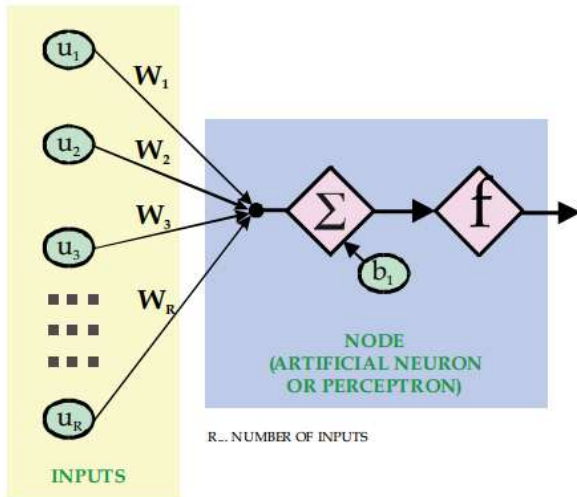 u1
W1
u2
W2
W3
u3
Σ
f
b1
WR
NODE
(ARTIFICIAL NEURON
OR PERCEPTRON)
uR
R... NUMBER OF INPUTS
INPUTS